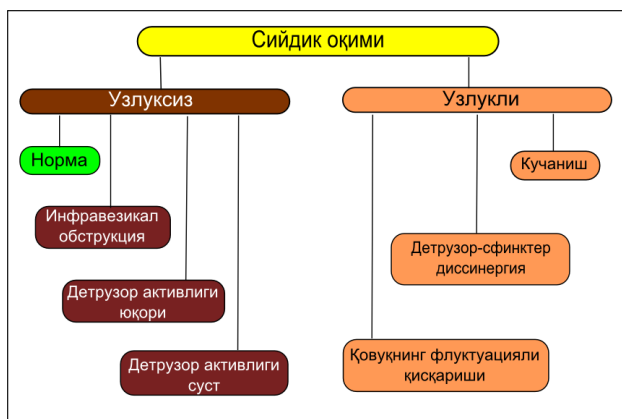 Сийдик оқими
Узлуксиз
Узлукли
Норма
Кучаниш
Инфравезикал
обструкция
Детрузор-сфинктер
диссинергия
Детрузор активлиги
юқори
Детрузор активлиги
суст
Қовуқнинг флуктуацияли
қисқариши